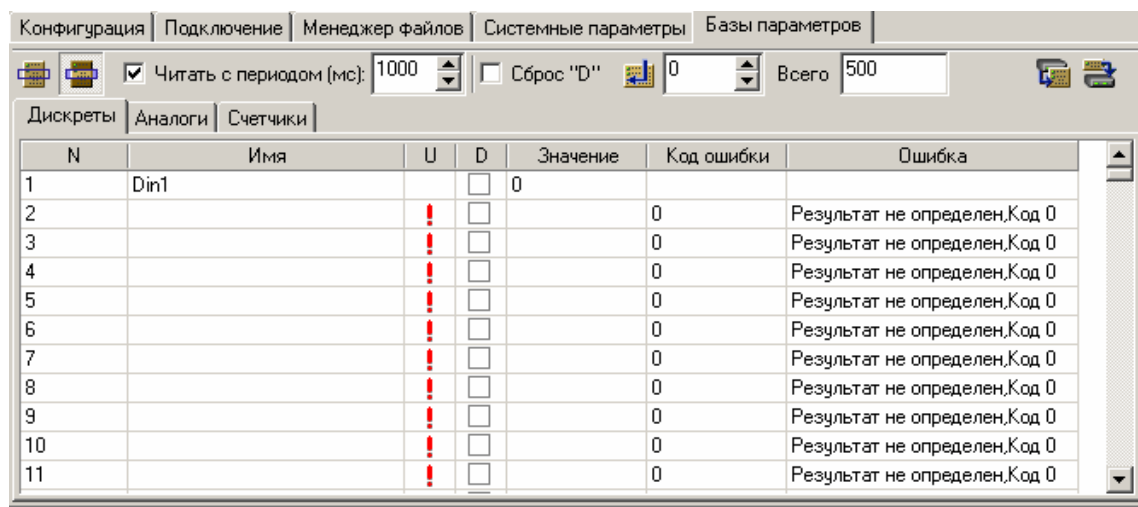 Конфигурация Подключение Менеджер файлов Системные параметры Базы параметров
Читать с периодом (мс): 1000 Сброс "D" 0 Всего 500
Дискреты Аналоги Счетчики
N Имя U D Значение Код ошибки Ошибка
1 Din1 0
2 ! 0 Результат не определен,Код 0
3 ! 0 Результат не определен,Код 0
4 ! 0 Результат не определен,Код 0
5 ! 0 Результат не определен,Код 0
6 ! 0 Результат не определен,Код 0
7 ! 0 Результат не определен,Код 0
8 ! 0 Результат не определен,Код 0
9 ! 0 Результат не определен,Код 0
10 ! 0 Результат не определен,Код 0
11 ! 0 Результат не определен,Код 0